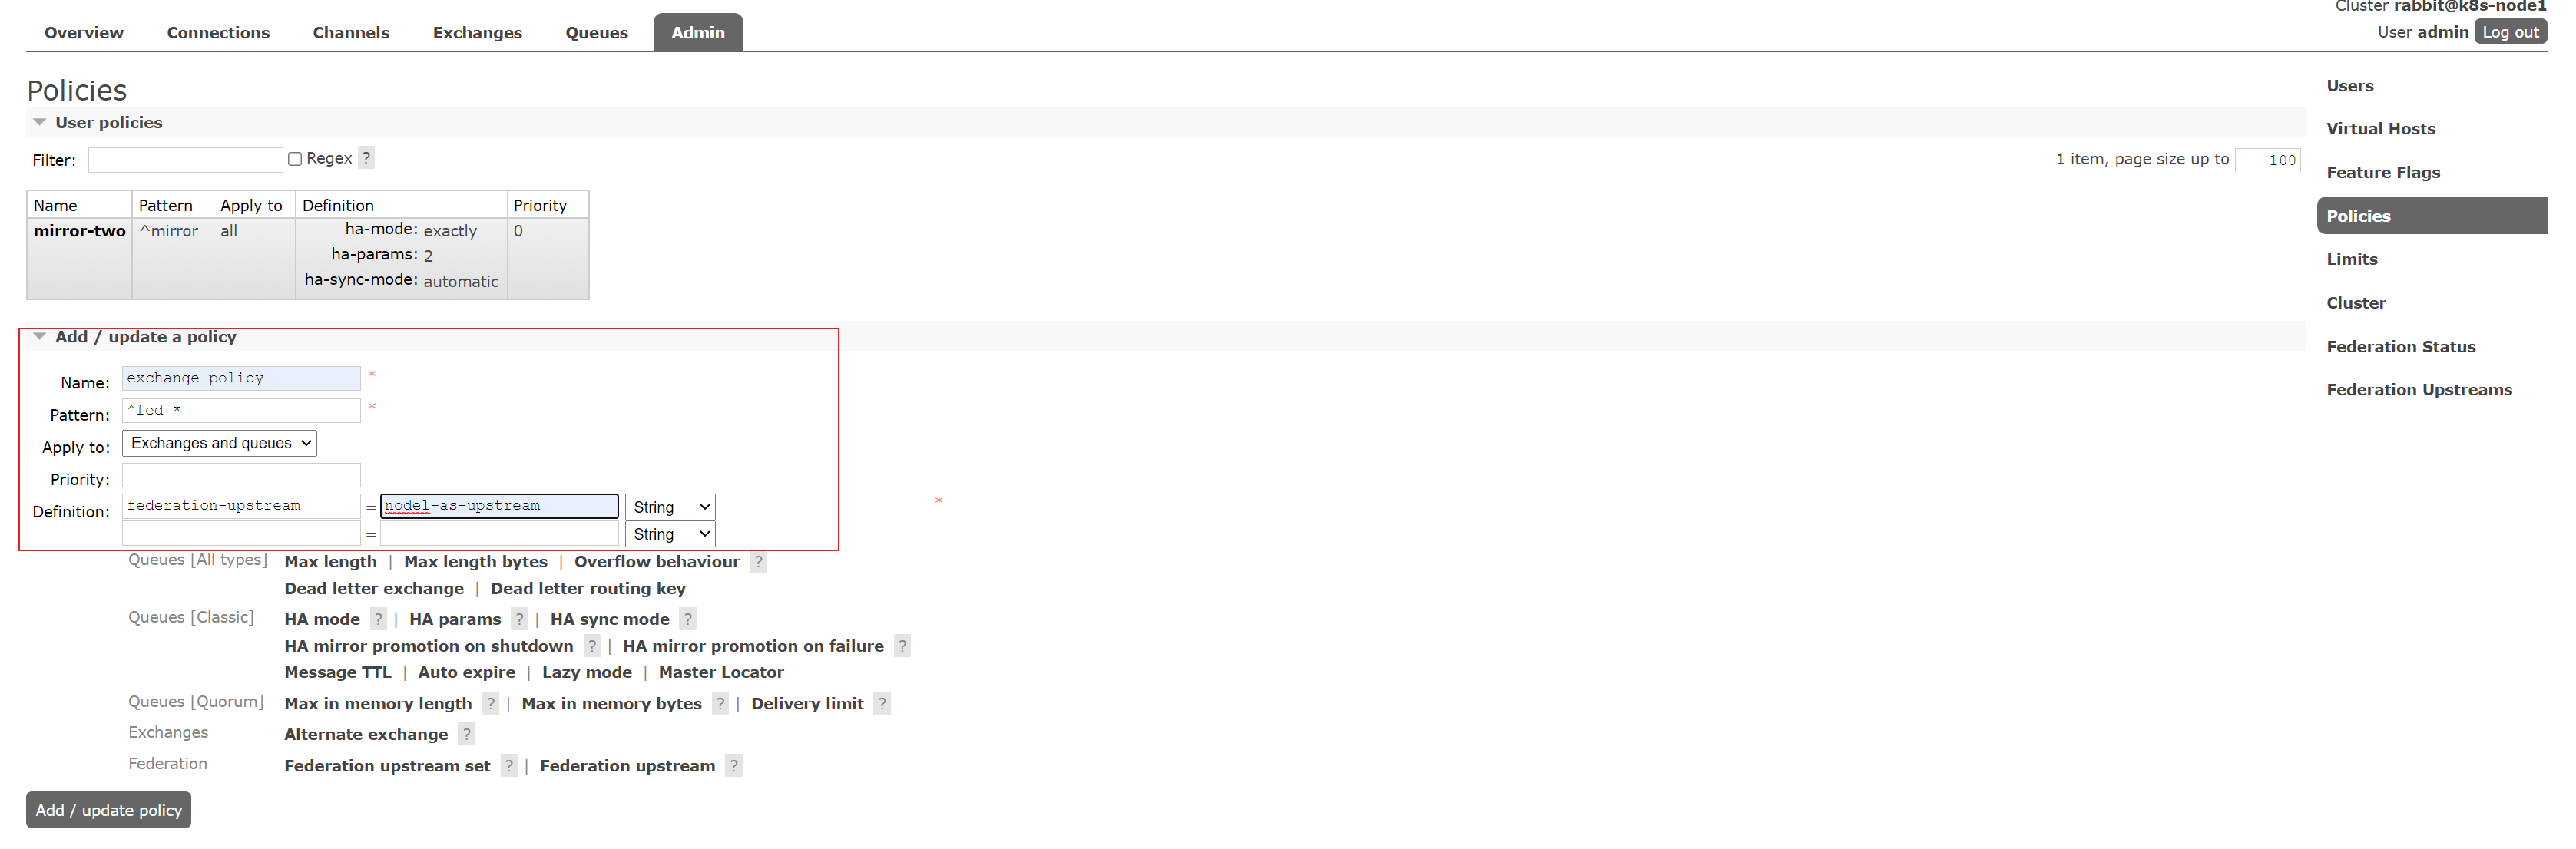 Cluster rabbit@k8s-node1
Overview Connections Channels Exchanges Queues Admin
User admin Log out
Policies
User policies
Filter: Regex ?
1 item, page size up to 100
Name Pattern Apply to Definition Priority
mirror-two ^mirror all ha-mode: exactly 0
ha-params: 2
ha-sync-mode: automatic
Add / update a policy
Name: exchange-policy *
Pattern: ^fed_* *
Apply to: Exchanges and queues
Priority:
Definition: federation-upstream = node1-as-upstream String *
= String
Queues [All types] Max length | Max length bytes | Overflow behaviour ?
Dead letter exchange | Dead letter routing key
Queues [Classic] HA mode ? | HA params ? | HA sync mode ?
HA mirror promotion on shutdown ? | HA mirror promotion on failure ?
Message TTL | Auto expire | Lazy mode | Master Locator
Queues [Quorum] Max in memory length ? | Max in memory bytes ? | Delivery limit ?
Exchanges Alternate exchange ?
Federation Federation upstream set ? | Federation upstream ?
Add / update policy
Users
Virtual Hosts
Feature Flags
Policies
Limits
Cluster
Federation Status
Federation Upstreams